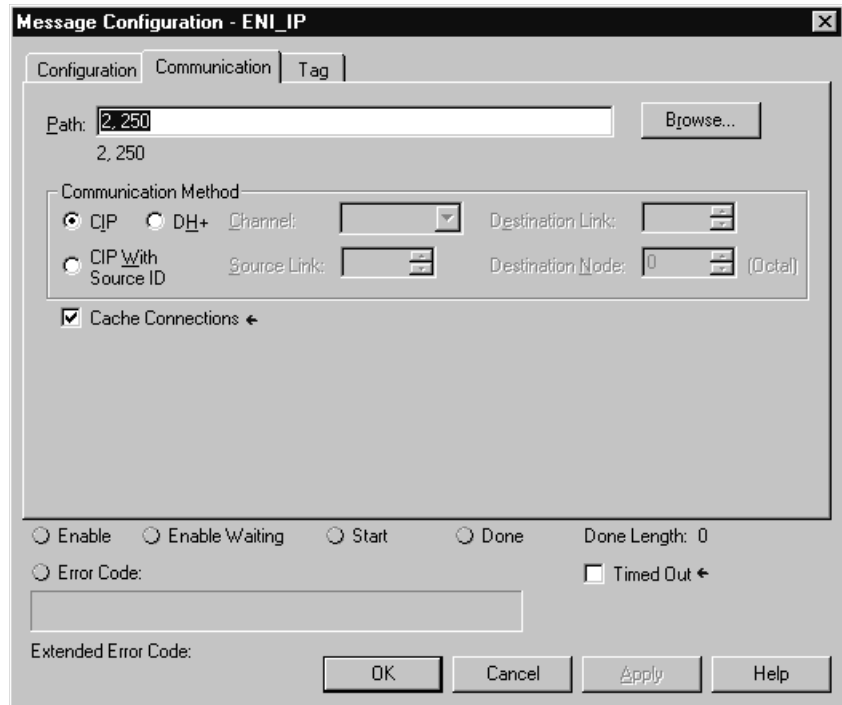 Message Configuration - ENI_IP
Configuration Communication Tag
Path: 2, 250 Browse...
2, 250
Communication Method
CIP DH+ Channel: Destination Link:
CIP With Source ID Source Link: Destination Node: 0 (Octal)
Cache Connections ←
Enable Enable Waiting Start Done Done Length: 0
Error Code: Timed Out ←
Extended Error Code:
OK Cancel Apply Help